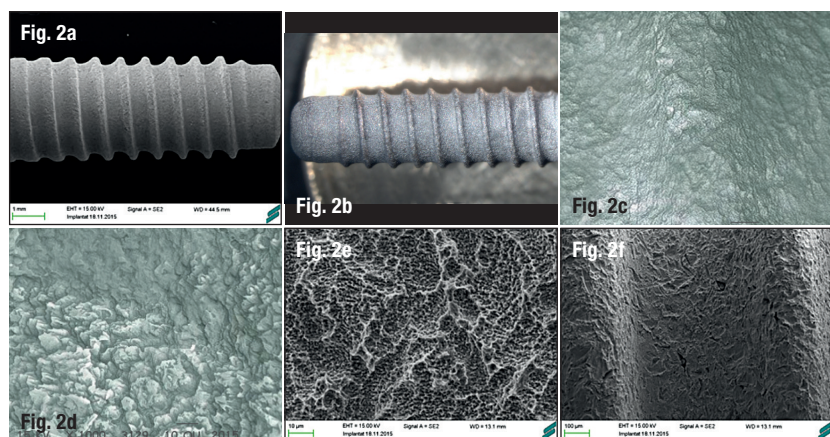 Fig. 2a
1 mm
EHT = 15.00 kV
Signal A = SE2
WD = 44.5 mm
Implantat 18.11.2015
Fig. 2b
Fig. 2c
Fig. 2d
Fig. 2e
10 µm
EHT = 15.00 kV
Signal A = SE2
WD = 13.1 mm
Implantat 18.11.2015
Fig. 2f
100 µm
EHT = 15.00 kV
Signal A = SE2
WD = 13.1 mm
Implantat 18.11.2015